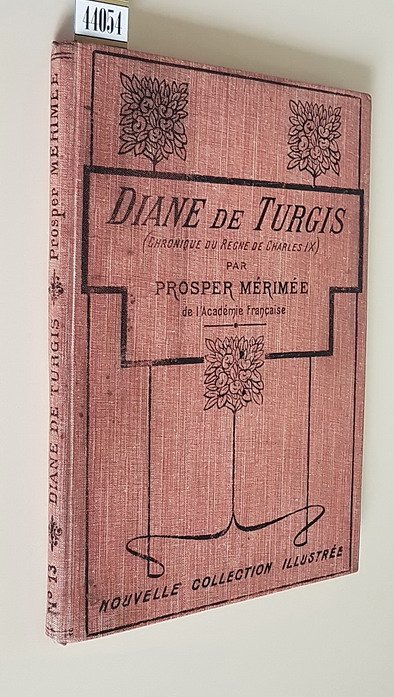 44054
DIANE DE TURGIS
(CHRONIQUE DU REGNE DE CHARLES IX)
PAR
PROSPER MÉRIMÉE
de l'Académie Française
NOUVELLE COLLECTION ILLUSTRÉE
Nº 13 DIANE DE TURGIS Prosper MÉRIMÉE